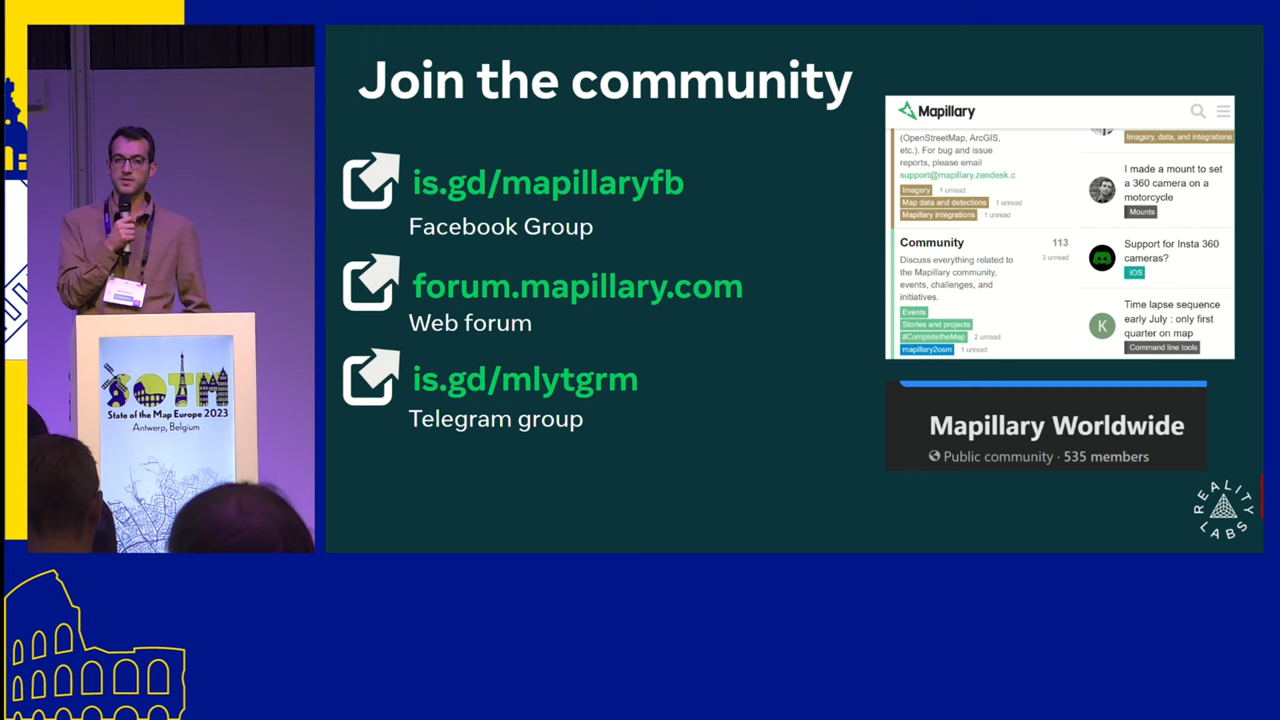 Join the community
is.gd/mapillaryfb
Facebook Group
forum.mapillary.com
Web forum
is.gd/mlytgrm
Telegram group
Mapillary
(OpenStreetMap, ArcGIS,
etc.). For bug and issue
reports, please email
support@mapillary.zendesk.c
Imagery 1 unread
Map data and detections 1 unread
Mapillary integrations 1 unread
Community 113
3 unread
Discuss everything related to
the Mapillary community,
events, challenges, and
initiatives.
Events
Stories and projects
#CompletetheMap 2 unread
mapillary2osm 1 unread
Imagery, data, and integrations
I made a mount to set
a 360 camera on a
motorcycle
Mounts
Support for Insta 360
cameras?
iOS
K
Time lapse sequence
early July : only first
quarter on map
Command line tools
Mapillary Worldwide
Public community · 535 members
REALITY
LABS
SOTM
State of the Map Europe 2023
Antwerp, Belgium